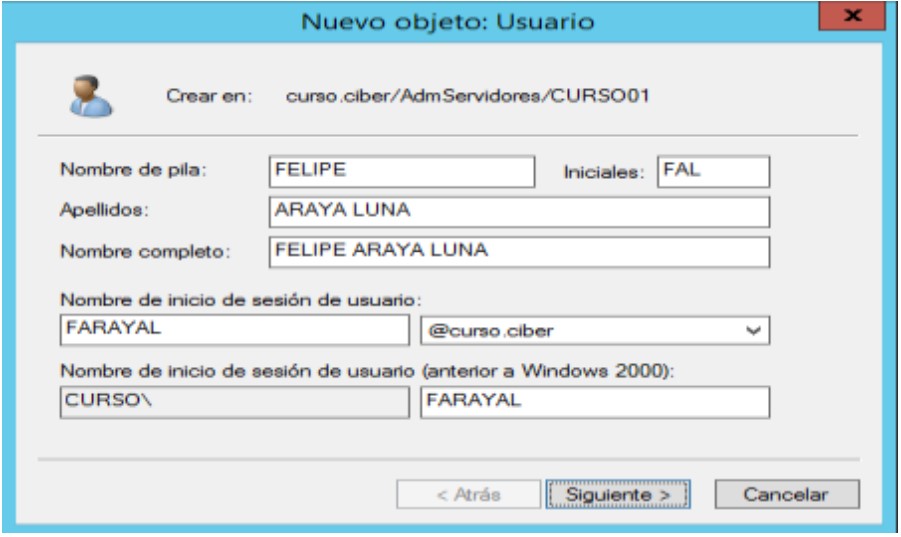 Nuevo objeto: Usuario
x
Crear en: curso.ciber/AdmServidores/CURSO01
Nombre de pila: FELIPE Iniciales: FAL
Apellidos: ARAYA LUNA
Nombre completo: FELIPE ARAYA LUNA
Nombre de inicio de sesión de usuario:
FARAYAL @curso.ciber
Nombre de inicio de sesión de usuario (anterior a Windows 2000):
CURSO\ FARAYAL
< Atrás Siguiente > Cancelar